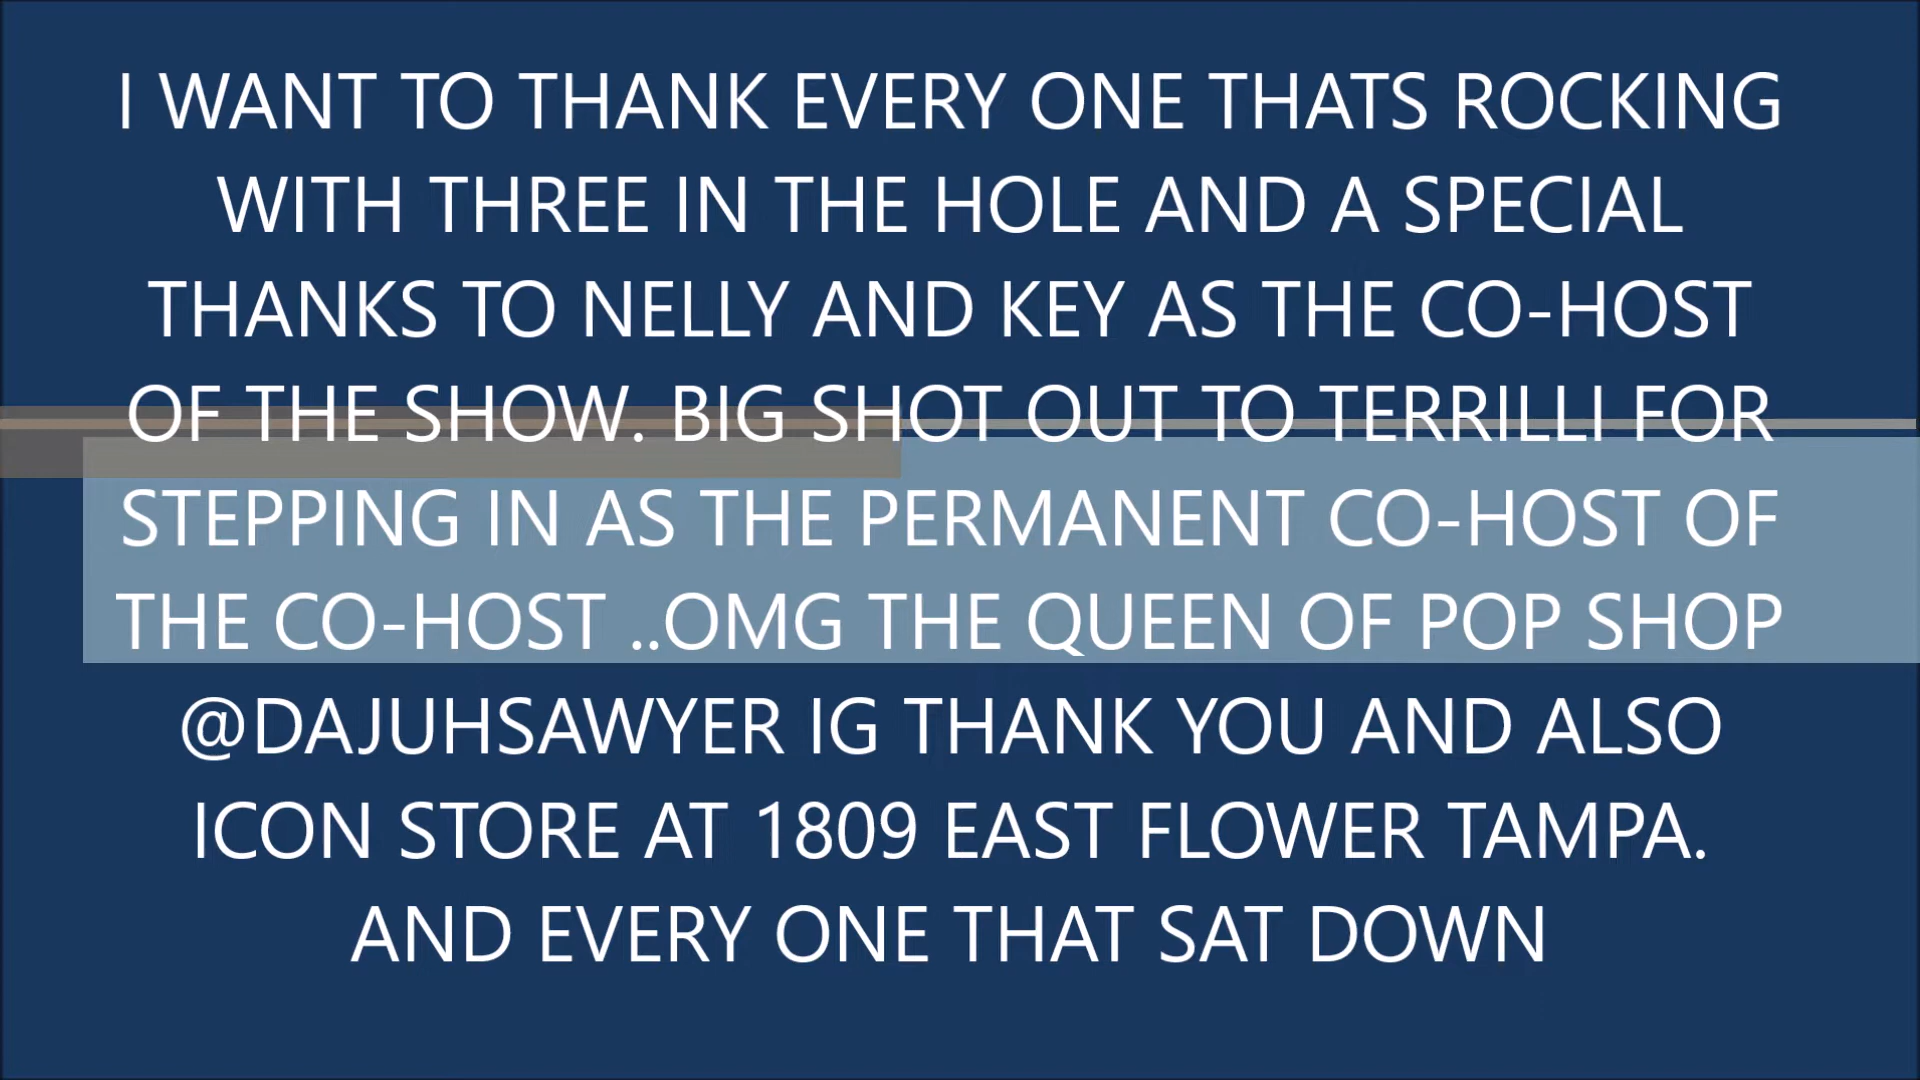 I WANT TO THANK EVERY ONE THATS ROCKING
WITH THREE IN THE HOLE AND A SPECIAL
THANKS TO NELLY AND KEY AS THE CO-HOST
OF THE SHOW. BIG SHOT OUT TO TERRILLI FOR
STEPPING IN AS THE PERMANENT CO-HOST OF
THE CO-HOST ..OMG THE QUEEN OF POP SHOP
@DAJUHSAWYER IG THANK YOU AND ALSO
ICON STORE AT 1809 EAST FLOWER TAMPA.
AND EVERY ONE THAT SAT DOWN